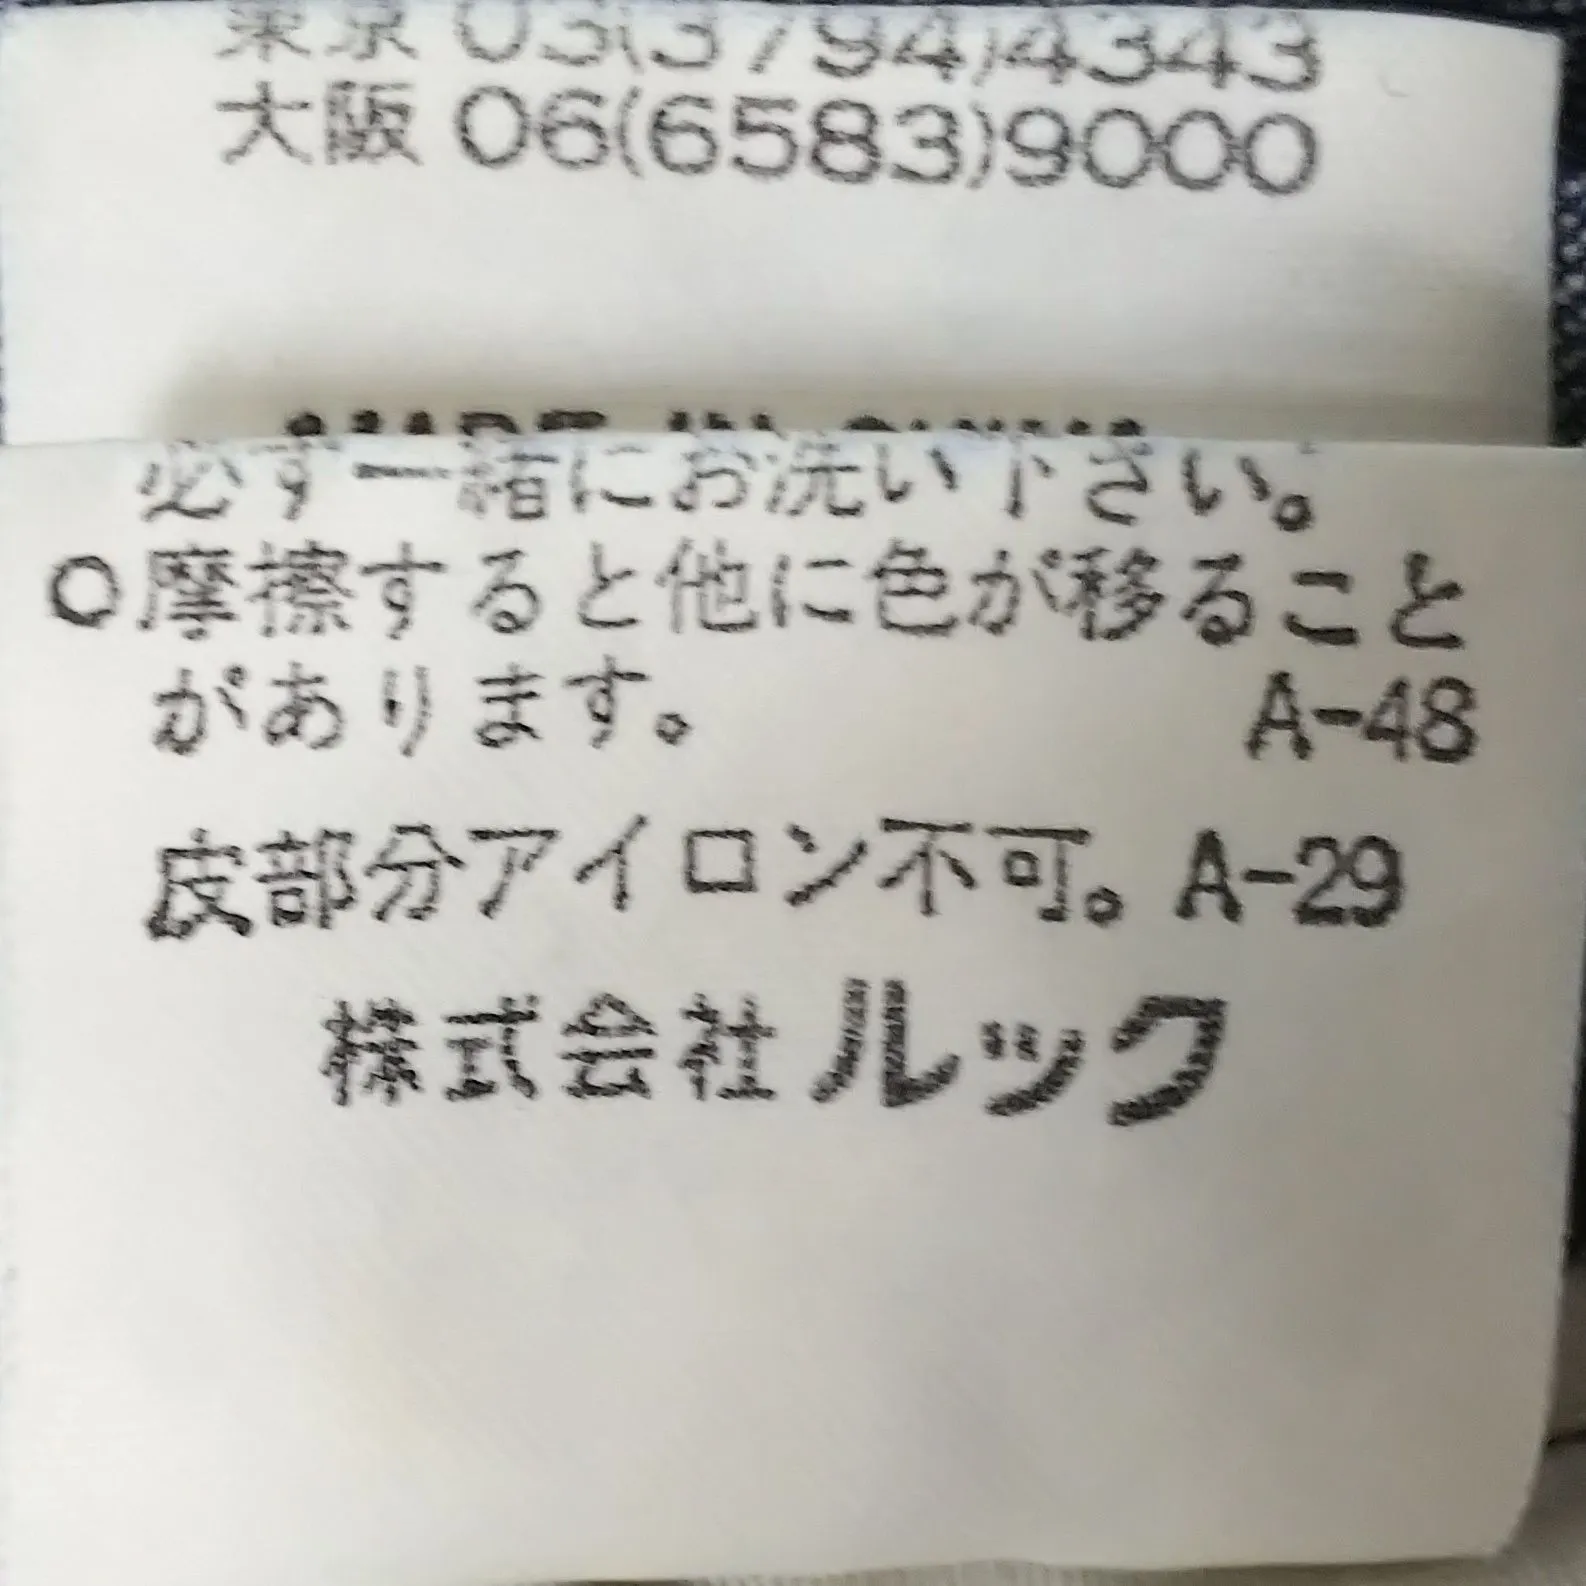 東京 03(3794)4343
大阪 06(6583)9000
MADE IN CHINA
必ず一緒にお洗い下さい。
○摩擦すると他に色が移ること
があります。 A-48
皮部分アイロン不可。A-29
株式会社ルック